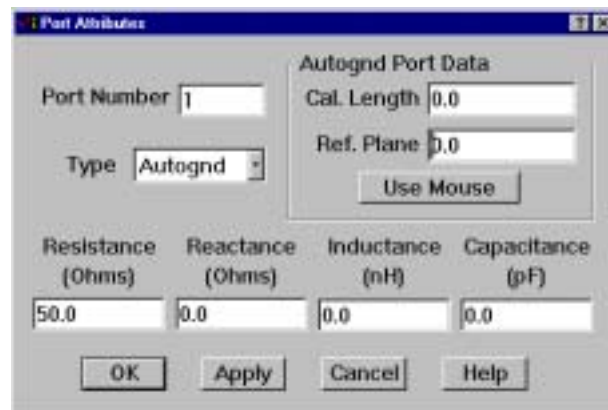 Port Attributes
Autognd Port Data
Port Number 1
Cal. Length 0.0
Type Autognd
Ref. Plane 0.0
Use Mouse
Resistance (Ohms) Reactance (Ohms) Inductance (nH) Capacitance (pF)
50.0 0.0 0.0 0.0
OK Apply Cancel Help